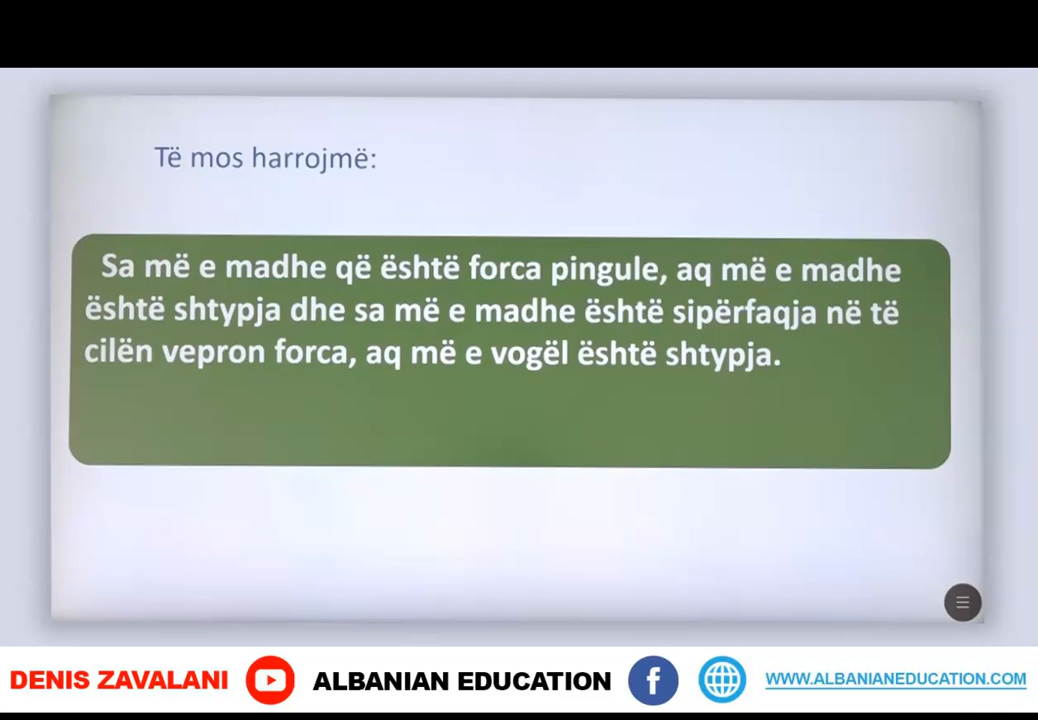 Të mos harrojmë:
Sa më e madhe që është forca pingule, aq më e madhe
është shtypja dhe sa më e madhe është sipërfaqja në të
cilën vepron forca, aq më e vogël është shtypja.
DENIS ZAVALANI ALBANIAN EDUCATION WWW.ALBANIANEDUCATION.COM